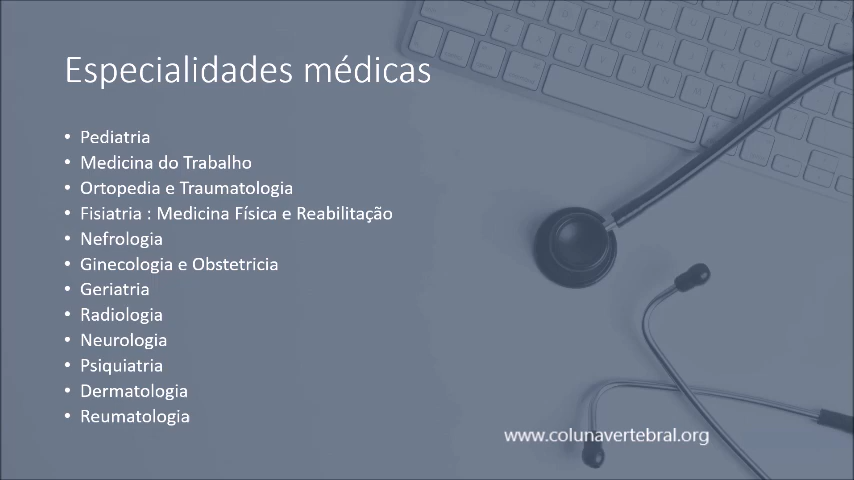 Especialidades médicas
• Pediatria
• Medicina do Trabalho
• Ortopedia e Traumatologia
• Fisiatria : Medicina Física e Reabilitação
• Nefrologia
• Ginecologia e Obstetricia
• Geriatria
• Radiologia
• Neurologia
• Psiquiatria
• Dermatologia
• Reumatologia
www.colunavertebral.org